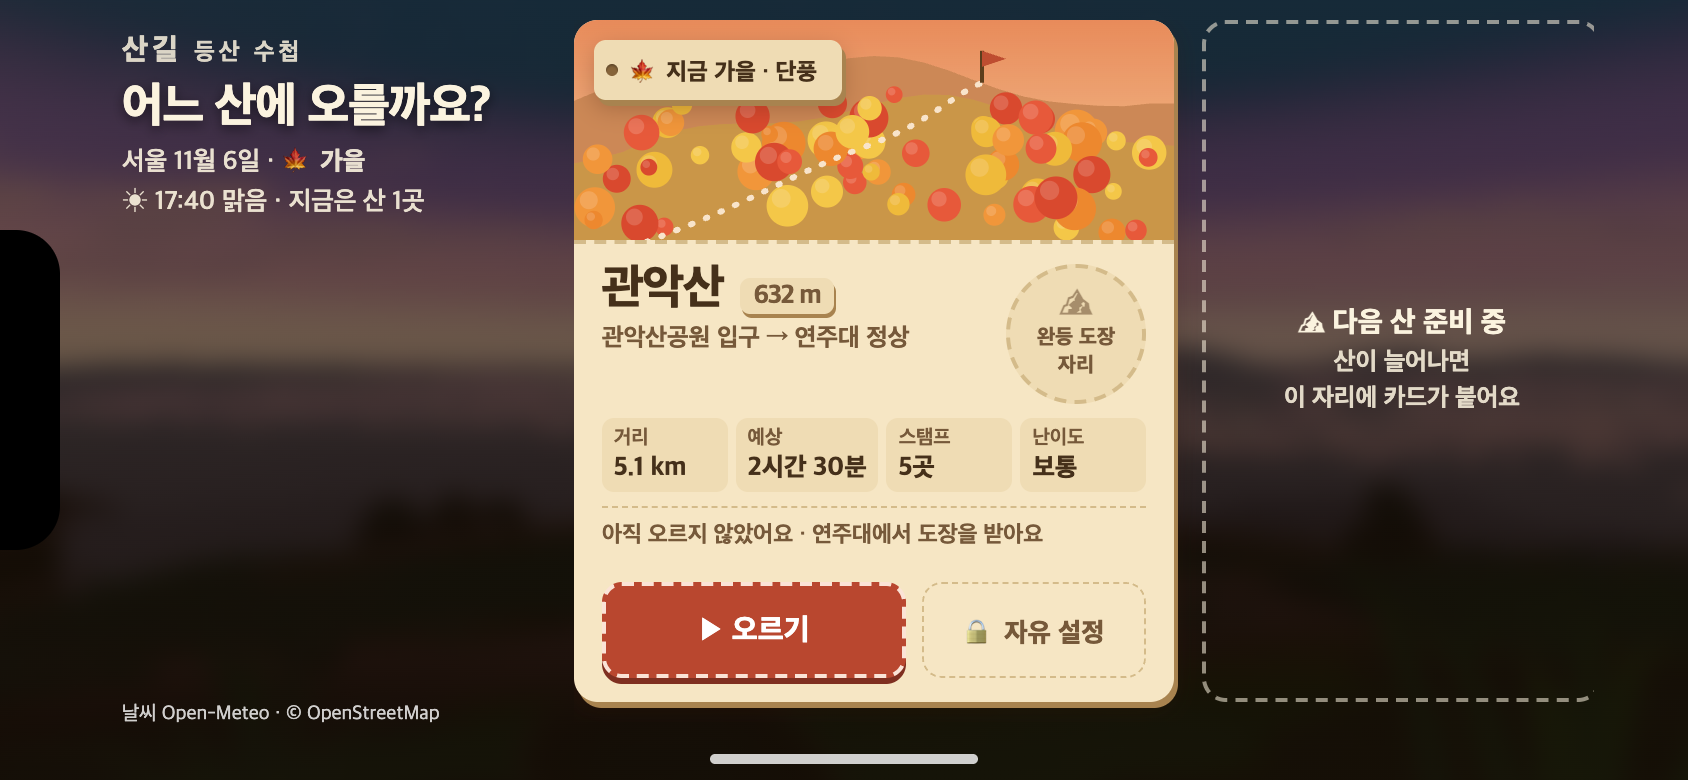 산길 등산 수첩
어느 산에 오를까요?
서울 11월 6일 · 🍁 가을
☀ 17:40 맑음 · 지금은 산 1곳
날씨 Open-Meteo · © OpenStreetMap
🍁 지금 가을 · 단풍
관악산 632 m
관악산공원 입구 → 연주대 정상
완등 도장
자리
거리
5.1 km
예상
2시간 30분
스탬프
5곳
난이도
보통
아직 오르지 않았어요 · 연주대에서 도장을 받아요
▶ 오르기
🔒 자유 설정
다음 산 준비 중
산이 늘어나면
이 자리에 카드가 붙어요